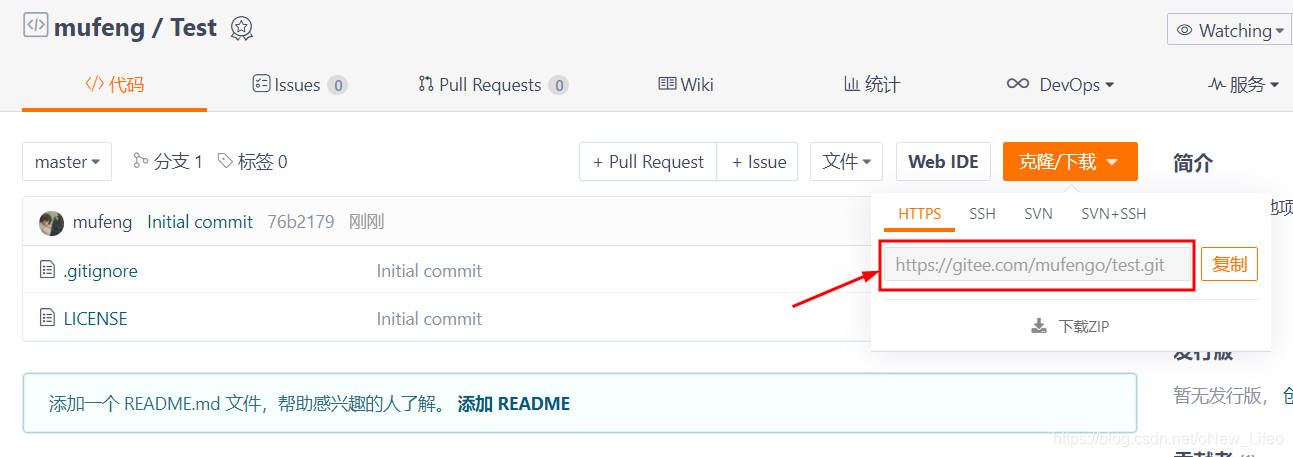 mufeng / Test
Watching
代码 Issues 0 Pull Requests 0 Wiki 统计 DevOps 服务
master 分支 1 标签 0 + Pull Request + Issue 文件 Web IDE 克隆/下载 简介
HTTPS SSH SVN SVN+SSH
mufeng Initial commit 76b2179 刚刚
https://gitee.com/mufengo/test.git 复制
.gitignore Initial commit
LICENSE Initial commit
下载ZIP
发行版
添加一个 README.md 文件，帮助感兴趣的人了解。 添加 README
暂无发行版，
https://blog.csdn.net/oNew_Lifeo